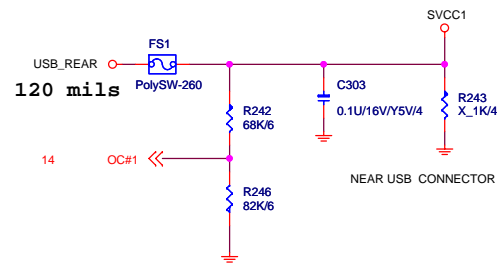 SVCC1
FS1
USB_REAR
PolySW-260
120 mils
C303
0.1U/16V/Y5V/4
R243
X_1K/4
R242
68K/6
14 OC#1
NEAR USB CONNECTOR
R246
82K/6